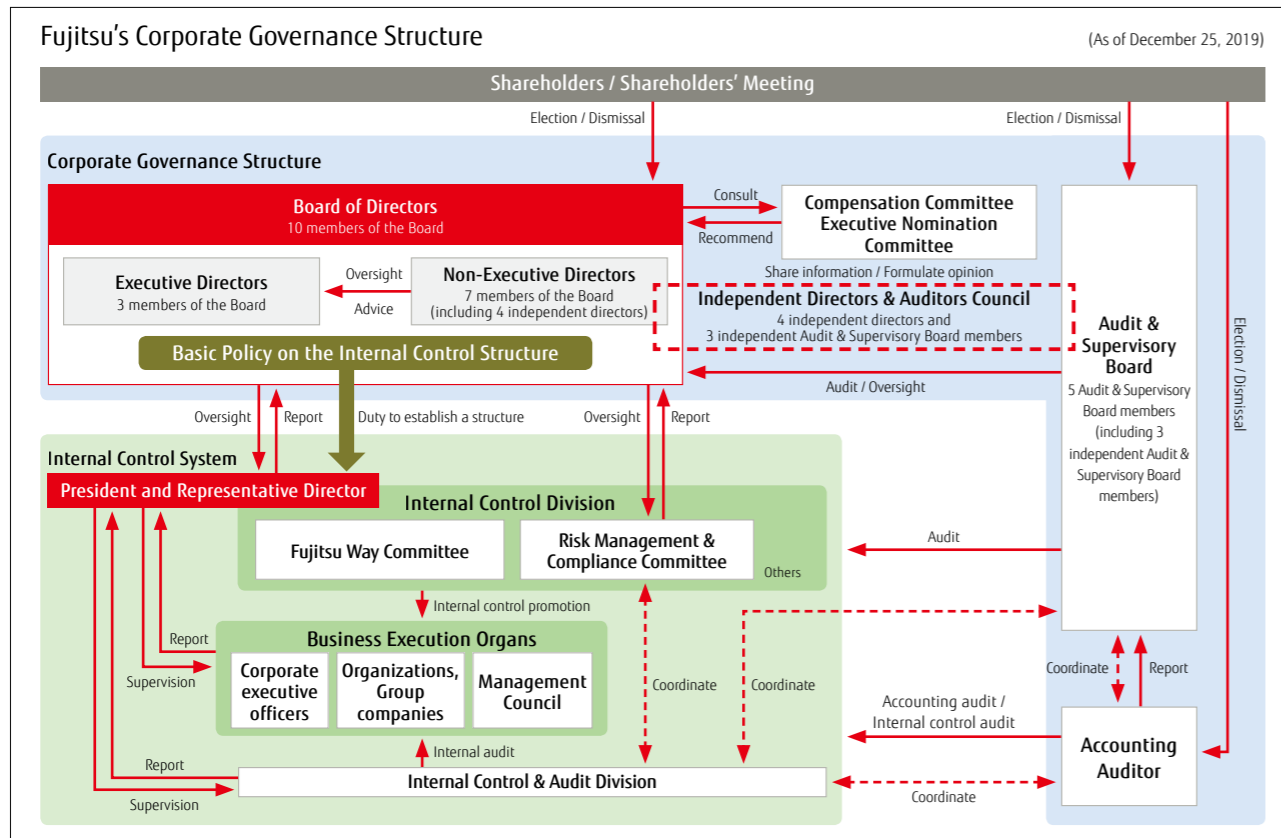 Fujitsu's Corporate Governance Structure
(As of December 25, 2019)
Shareholders / Shareholders' Meeting
Election / Dismissal
Election / Dismissal
Corporate Governance Structure
Board of Directors
10 members of the Board
Consult
Recommend
Compensation Committee
Executive Nomination
Committee
Executive Directors
3 members of the Board
Oversight
Advice
Non-Executive Directors
7 members of the Board
(including 4 independent directors)
Share information / Formulate opinion
Independent Directors & Auditors Council
4 independent directors and
3 independent Audit & Supervisory Board members
Audit &
Supervisory
Board
5 Audit & Supervisory
Board members
(including 3
independent Audit &
Supervisory Board
members)
Election / Dismissal
Basic Policy on the Internal Control Structure
Audit / Oversight
Oversight
Report
Duty to establish a structure
Oversight
Report
Internal Control System
President and Representative Director
Internal Control Division
Fujitsu Way Committee
Risk Management &
Compliance Committee
Others
Audit
Internal control promotion
Business Execution Organs
Report
Supervision
Corporate
executive
officers
Organizations,
Group
companies
Management
Council
Coordinate
Coordinate
Coordinate
Report
Accounting audit /
Internal control audit
Internal audit
Report
Supervision
Internal Control & Audit Division
Accounting
Auditor
Coordinate